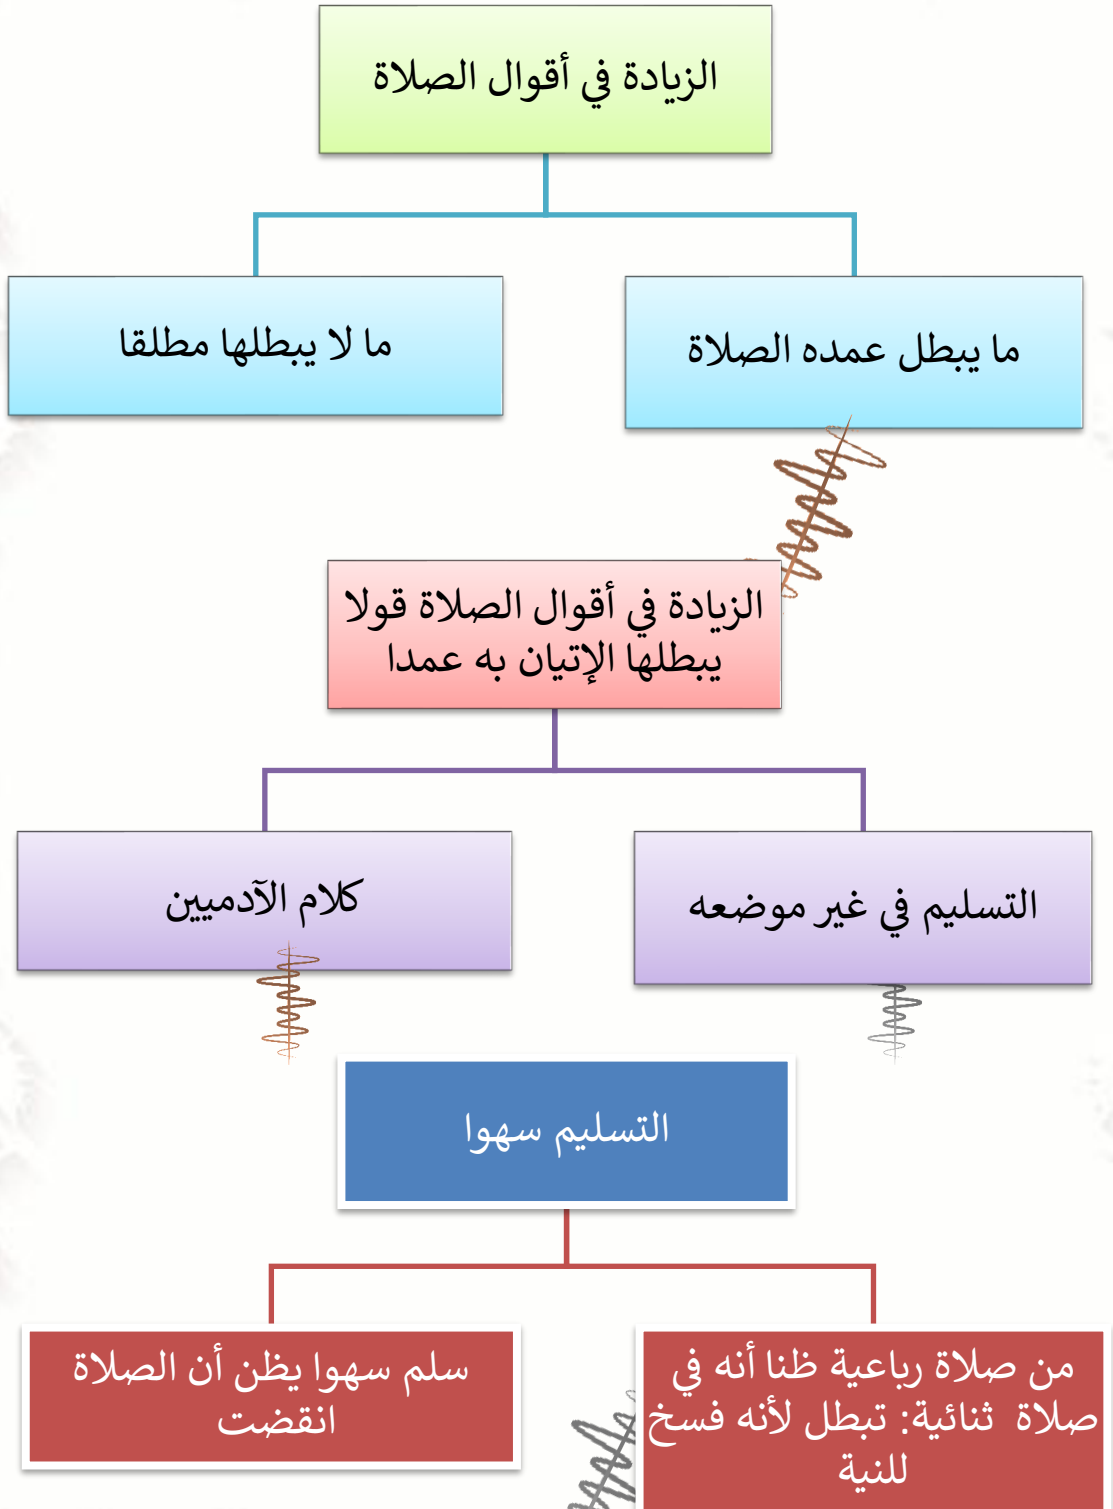 الزيادة في أقوال الصلاة
ما يبطل عمده الصلاة
ما لا يبطلها مطلقا
الزيادة في أقوال الصلاة قولا
يبطلها الإتيان به عمدا
التسليم في غير موضعه
كلام الآدميين
التسليم سهوا
من صلاة رباعية ظنا أنه في
صلاة ثنائية: تبطل لأنه فسخ
للنية
سلم سهوا يظن أن الصلاة
انقضت